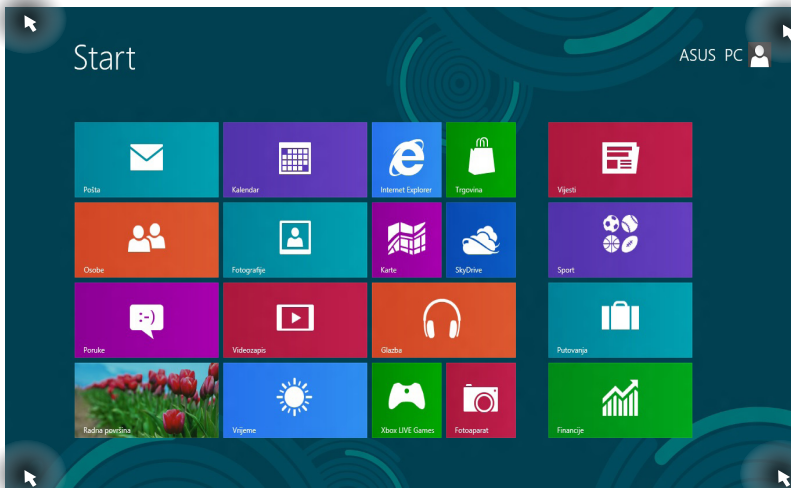 Start
ASUS PC
Pošta
Kalendar
Internet Explorer
Trgovina
Vijesti
Osobe
Fotografije
Karte
SkyDrive
Sport
Poruke
:-)
Videozapis
Glazba
Putovanja
Radna površina
Vrijeme
Xbox LIVE Games
Fotoaparat
Financije